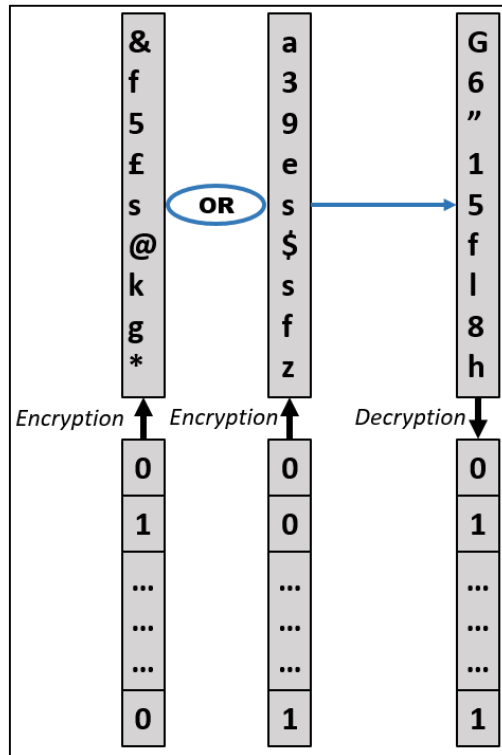 & a G
f 3 6
5 9 ”
£ e 1
s OR s 5
@ $ f
k s l
g f 8
* z h
Encryption Encryption Decryption
0 0 0
1 0 1
... ... ...
... ... ...
... ... ...
0 1 1